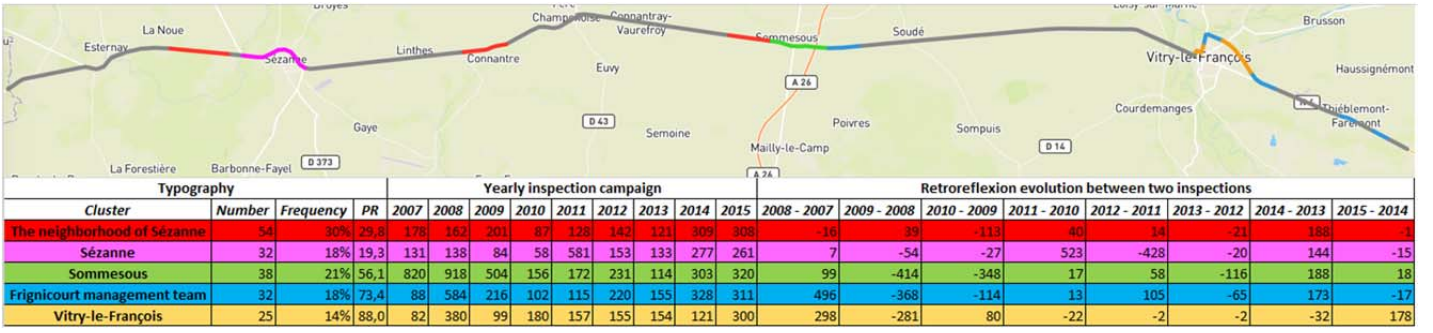 La Noue
Champenoise Connantray-
Vaurefroy
Brusson
Esternay
Linthes
Sommesous
Soudé
Sézanne
Connantre
Vitry-le-François
Euvy
Haussignémont
A 26
Courdemanges
Thiéblemont-
Farémont
Gaye
D 43
Semoine
Poivres
Sompuis
D 14
Mailly-le-Camp
La Forestière Barbonne-Fayel D 373
A 26
Typography Yearly inspection campaign Retroreflexion evolution between two inspections
Cluster Number Frequency PR 2007 2008 2009 2010 2011 2012 2013 2014 2015 2008 - 2007 2009 - 2008 2010 - 2009 2011 - 2010 2012 - 2011 2013 - 2012 2014 - 2013 2015 - 2014
The neighborhood of Sézanne 54 30% 29,8 178 162 201 87 128 142 121 309 308 -16 39 -113 40 14 -21 188 -1
Sézanne 32 18% 19,3 131 138 84 58 581 153 133 277 261 7 -54 -27 523 -428 -20 144 -15
Sommesous 38 21% 56,1 820 918 504 156 172 231 114 303 320 99 -414 -348 17 58 -116 188 18
Frignicourt management team 32 18% 73,4 88 584 216 102 115 220 155 328 311 496 -368 -114 13 105 -65 173 -17
Vitry-le-François 25 14% 88,0 82 380 99 180 157 155 154 121 300 298 -281 80 -22 -2 -2 -32 178